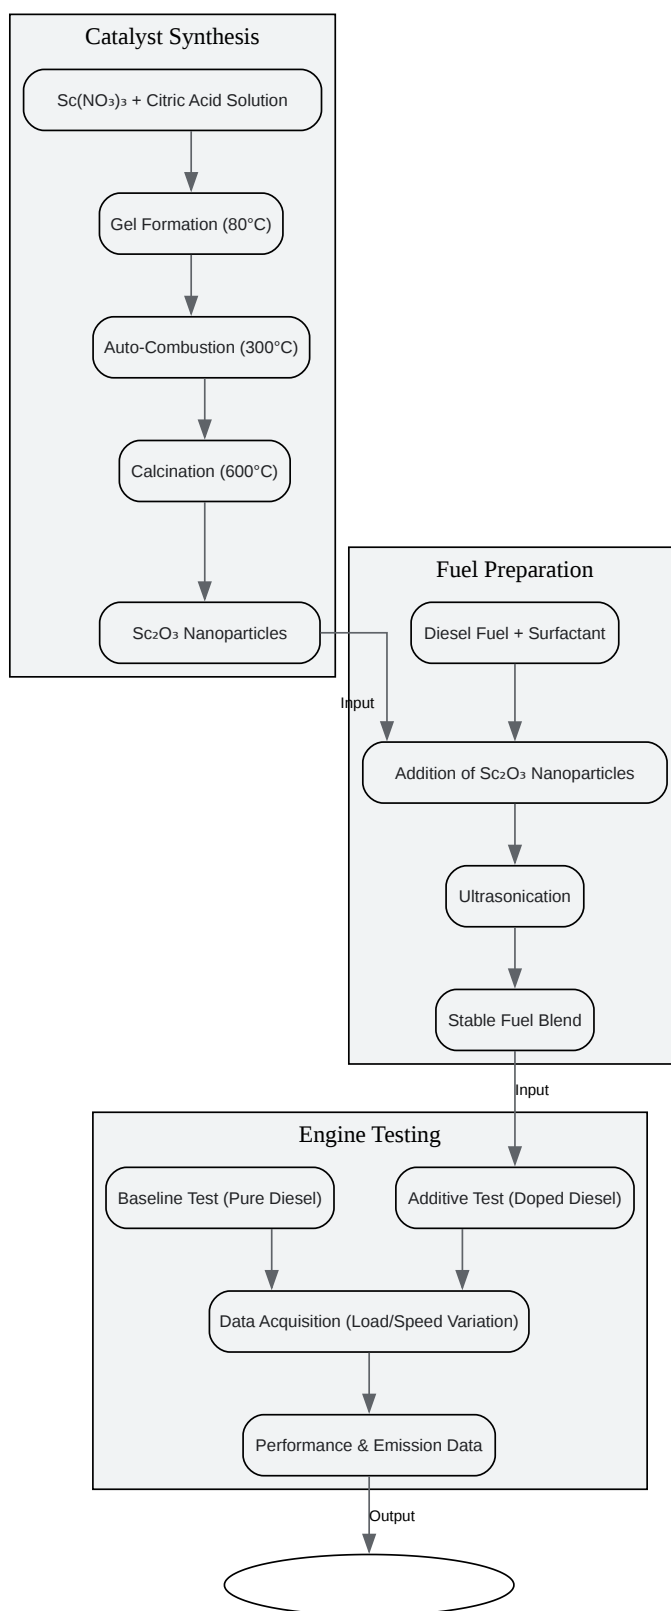 Catalyst Synthesis
Sc(NO₃)₃ + Citric Acid Solution
Gel Formation (80°C)
Auto-Combustion (300°C)
Calcination (600°C)
Sc₂O₃ Nanoparticles
Input
Fuel Preparation
Diesel Fuel + Surfactant
Addition of Sc₂O₃ Nanoparticles
Ultrasonication
Stable Fuel Blend
Input
Engine Testing
Baseline Test (Pure Diesel)
Additive Test (Doped Diesel)
Data Acquisition (Load/Speed Variation)
Performance & Emission Data
Output